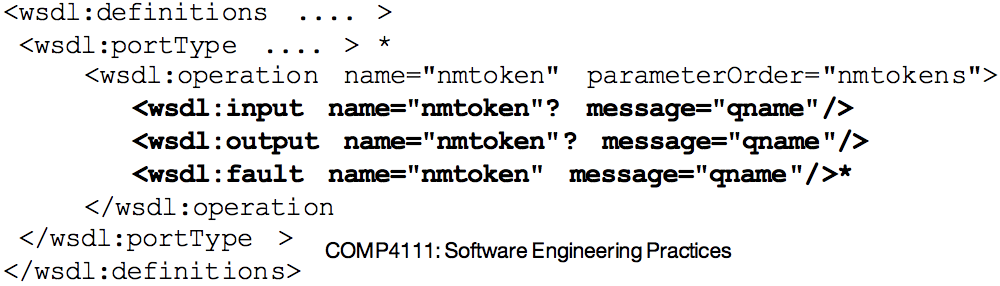 <wsdl:definitions .... >
<wsdl:portType .... > *
<wsdl:operation name="nmtoken" parameterOrder="nmtokens">
<wsdl:input name="nmtoken"? message="qname"/>
<wsdl:output name="nmtoken"? message="qname"/>
<wsdl:fault name="nmtoken" message="qname"/>*
</wsdl:operation
</wsdl:portType >
COMP4111: Software Engineering Practices
</wsdl:definitions>